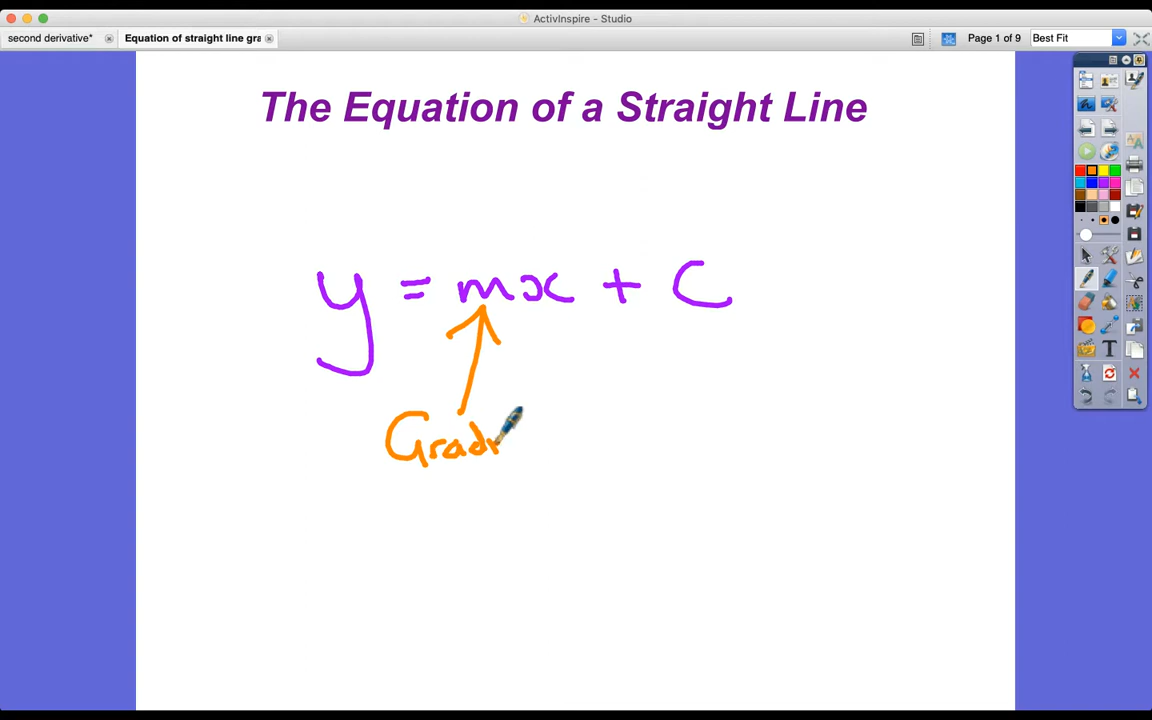 ActivInspire - Studio
second derivative*
Equation of straight line gra
Page 1 of 9
Best Fit
The Equation of a Straight Line
y = mx + c
Grad